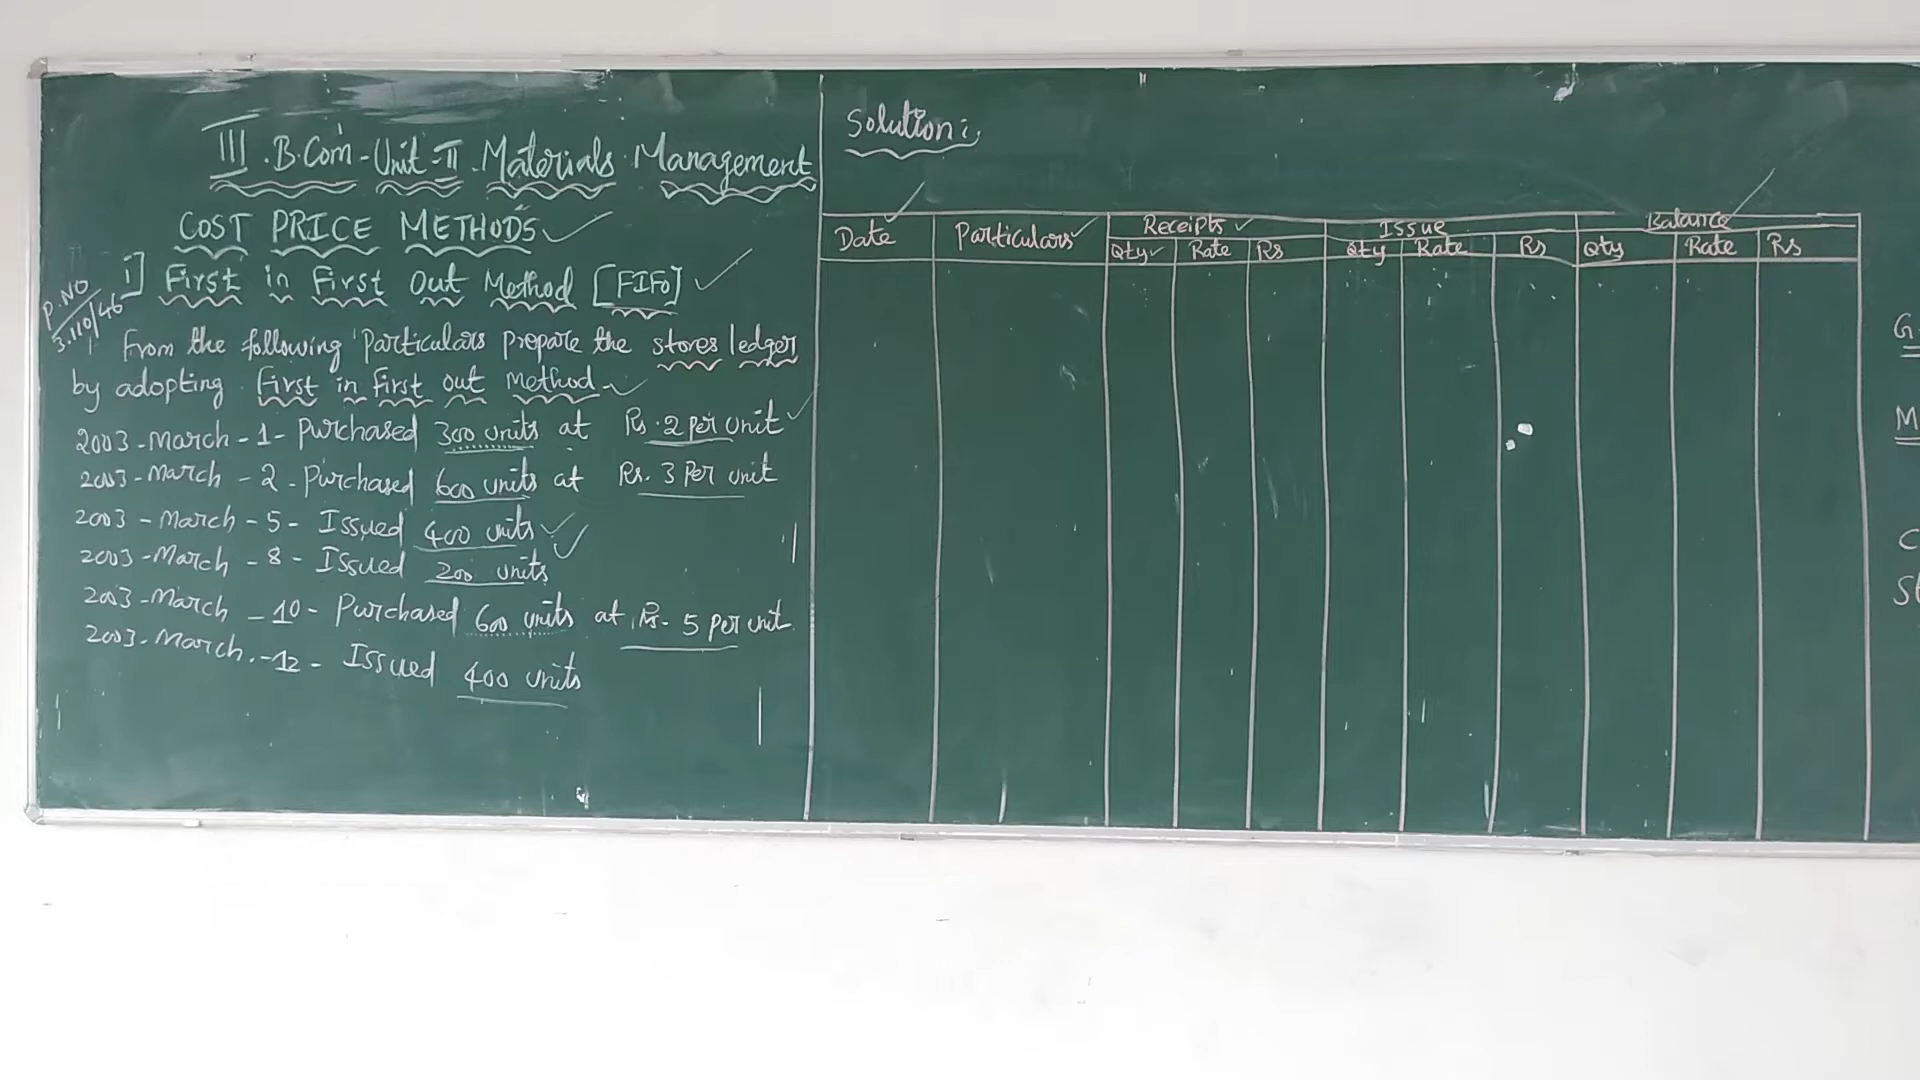 III.B.Com-Unit-II.Materials Management
COST PRICE METHODS
P.NO
3.110/46
i] First in First Out Method [FIFO]
From the following Particulars prepare the stores ledger
by adopting First in first out Method.
2003-March-1-Purchased 300 units at Rs.2 per unit
2003-March-2-Purchased 600 units at Rs.3 Per unit
2003-March-5-Issued 400 units
2003-March-8-Issued 200 units
2003-March-10-Purchased 600 units at Rs.5 per unit.
2003-March-12-Issued 400 units
Solution:
Date Particulars Receipts Issue Balance
Qty Rate Rs Qty Rate Rs Qty Rate Rs
G
M
C
St